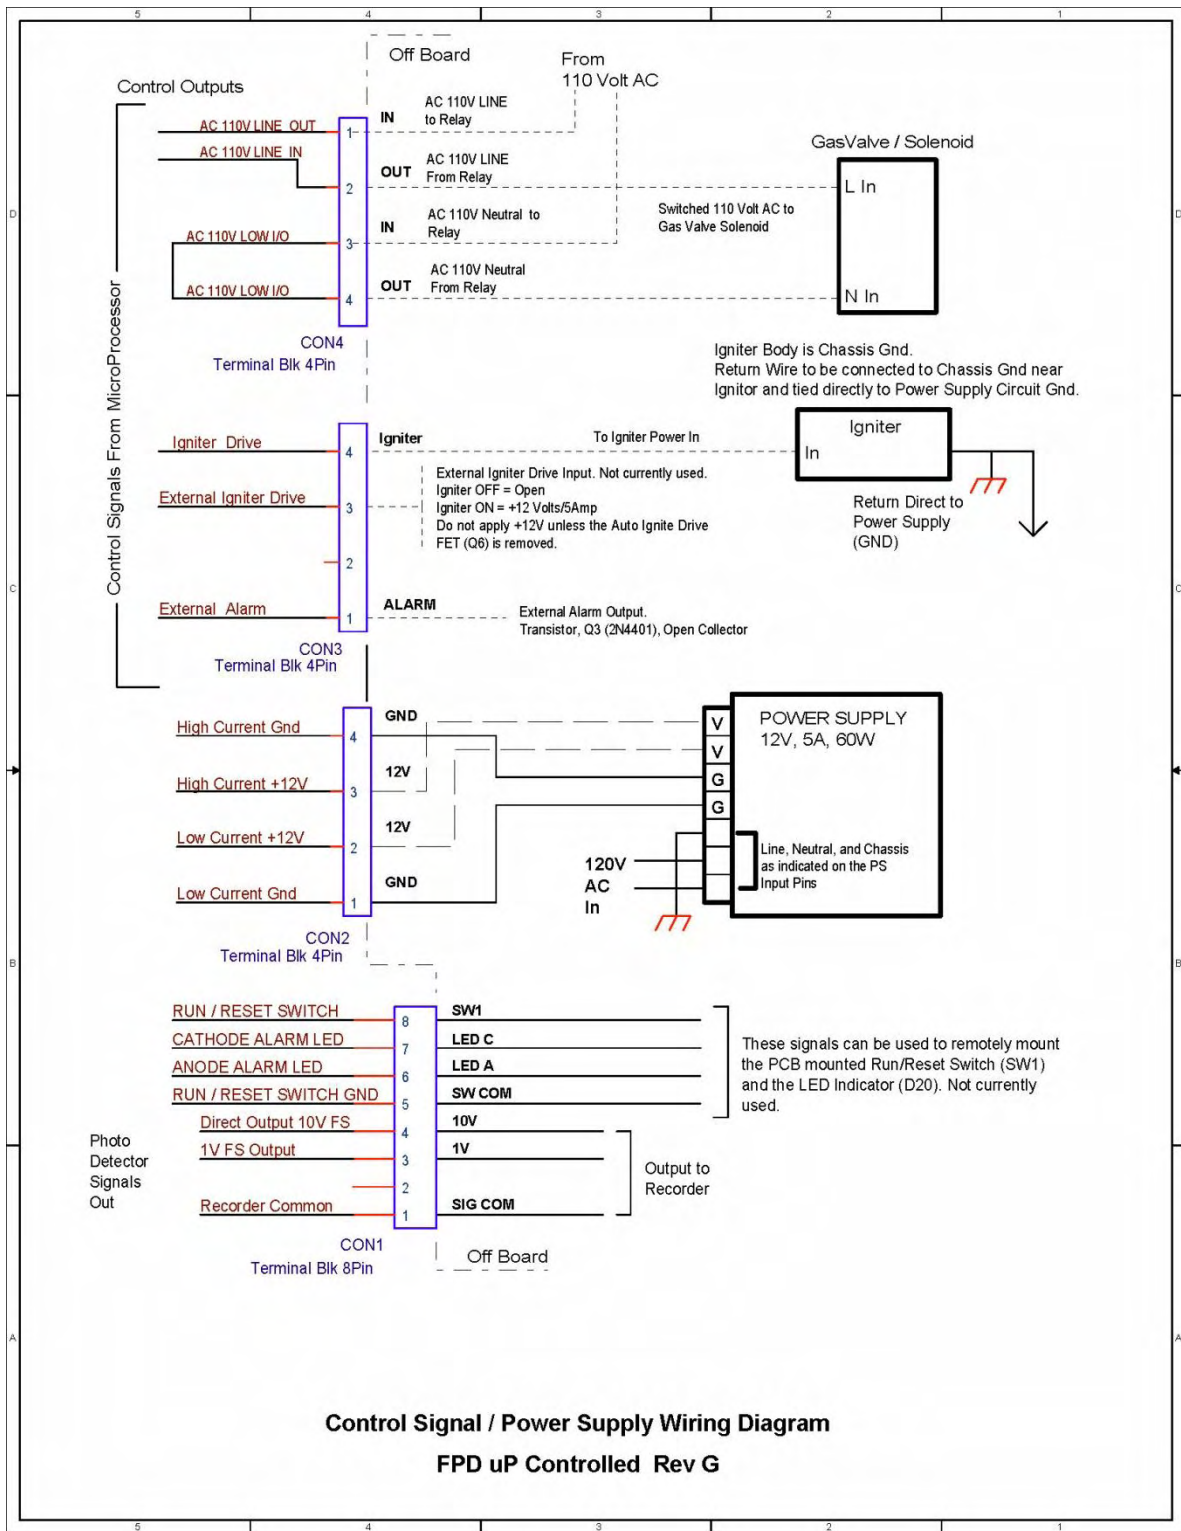 5 4 3 2 1
Off Board
From
110 Volt AC
Control Outputs
AC 110V LINE OUT
1
IN
AC 110V LINE
to Relay
AC 110V LINE IN
2
OUT
AC 110V LINE
From Relay
AC 110V LOW I/O
3
IN
AC 110V Neutral to
Relay
AC 110V LOW I/O
4
OUT
AC 110V Neutral
From Relay
Switched 110 Volt AC to
Gas Valve Solenoid
GasValve / Solenoid
L In
N In
CON4
Terminal Blk 4Pin
D
D
Control Signals From MicroProcessor
Igniter Body is Chassis Gnd.
Return Wire to be connected to Chassis Gnd near
Ignitor and tied directly to Power Supply Circuit Gnd.
Igniter Drive
4
Igniter
To Igniter Power In
Igniter
In
External Igniter Drive
3
External Igniter Drive Input. Not currently used.
Igniter OFF = Open
Igniter ON = +12 Volts/5Amp
Do not apply +12V unless the Auto Ignite Drive
FET (Q6) is removed.
Return Direct to
Power Supply
(GND)
2
C
C
External Alarm
1
ALARM
External Alarm Output.
Transistor, Q3 (2N4401), Open Collector
CON3
Terminal Blk 4Pin
High Current Gnd
4
GND
High Current +12V
3
12V
Low Current +12V
2
12V
Low Current Gnd
1
GND
CON2
Terminal Blk 4Pin
V
V
G
G
POWER SUPPLY
12V, 5A, 60W
Line, Neutral, and Chassis
as indicated on the PS
Input Pins
120V
AC
In
B
B
RUN / RESET SWITCH
8
SW1
CATHODE ALARM LED
7
LED C
ANODE ALARM LED
6
LED A
RUN / RESET SWITCH GND
5
SW COM
Direct Output 10V FS
4
10V
1V FS Output
3
1V
2
Recorder Common
1
SIG COM
These signals can be used to remotely mount
the PCB mounted Run/Reset Switch (SW1)
and the LED Indicator (D20). Not currently
used.
Photo
Detector
Signals
Out
Output to
Recorder
CON1
Terminal Blk 8Pin
Off Board
A
A
Control Signal / Power Supply Wiring Diagram
FPD uP Controlled Rev G
5 4 3 2 1